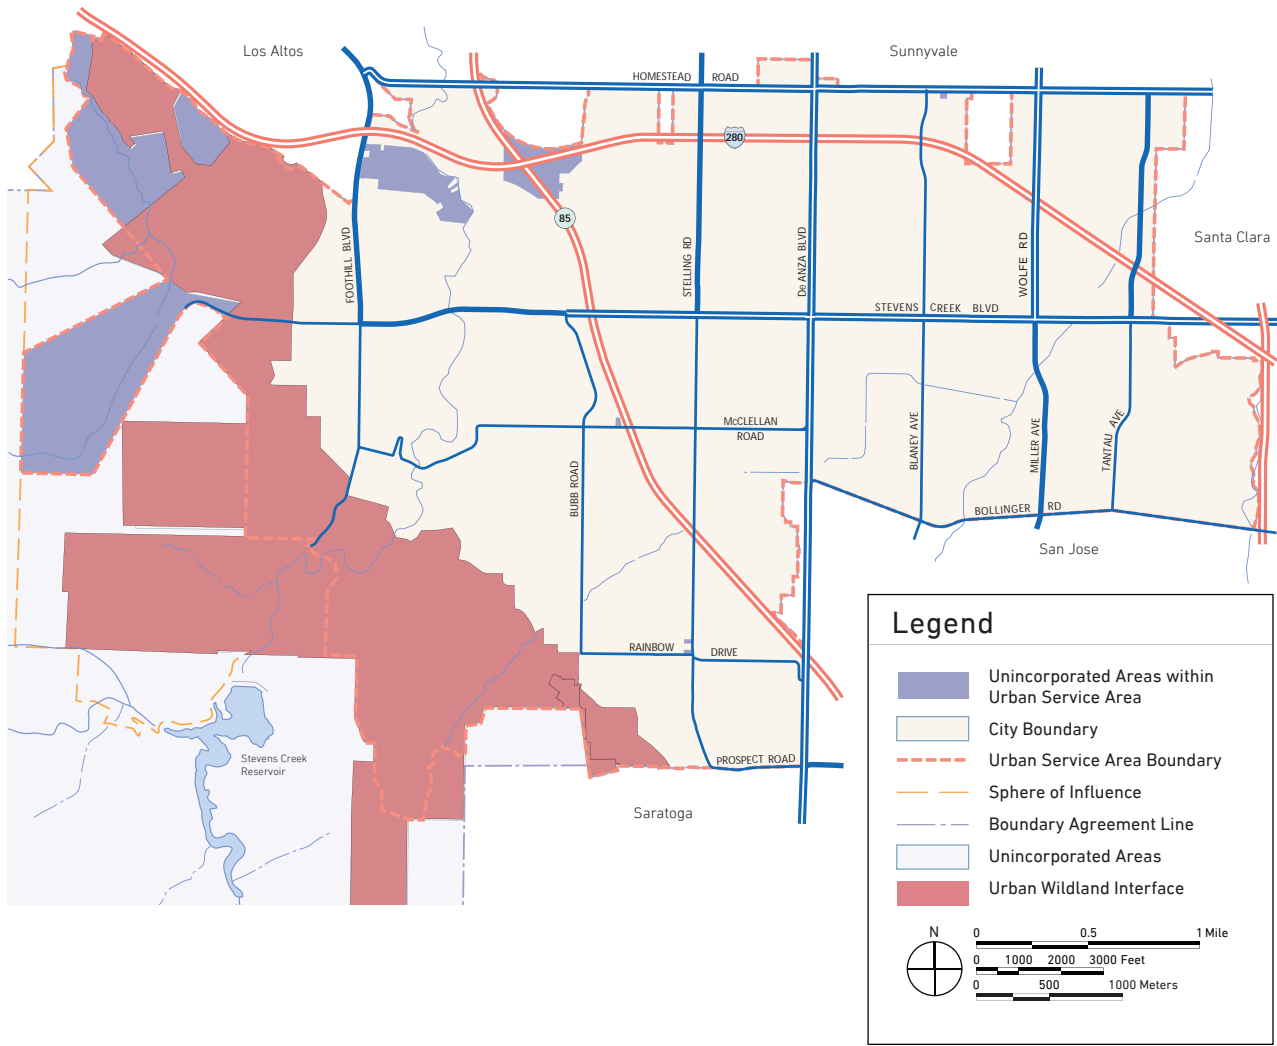 Los Altos
Sunnyvale
HOMESTEAD ROAD
280
85
Santa Clara
FOOTHILL BLVD
STELLING RD
De ANZA BLVD
WOLFE RD
STEVENS CREEK BLVD
McCLELLAN
ROAD
BLANEY AVE
MILLER AVE
TANTAU AVE
BUBB ROAD
BOLLINGER RD
San Jose
RAINBOW DRIVE
Stevens Creek
Reservoir
PROSPECT ROAD
Saratoga
Legend
Unincorporated Areas within
Urban Service Area
City Boundary
Urban Service Area Boundary
Sphere of Influence
Boundary Agreement Line
Unincorporated Areas
Urban Wildland Interface
N
0 0.5 1 Mile
0 1000 2000 3000 Feet
0 500 1000 Meters